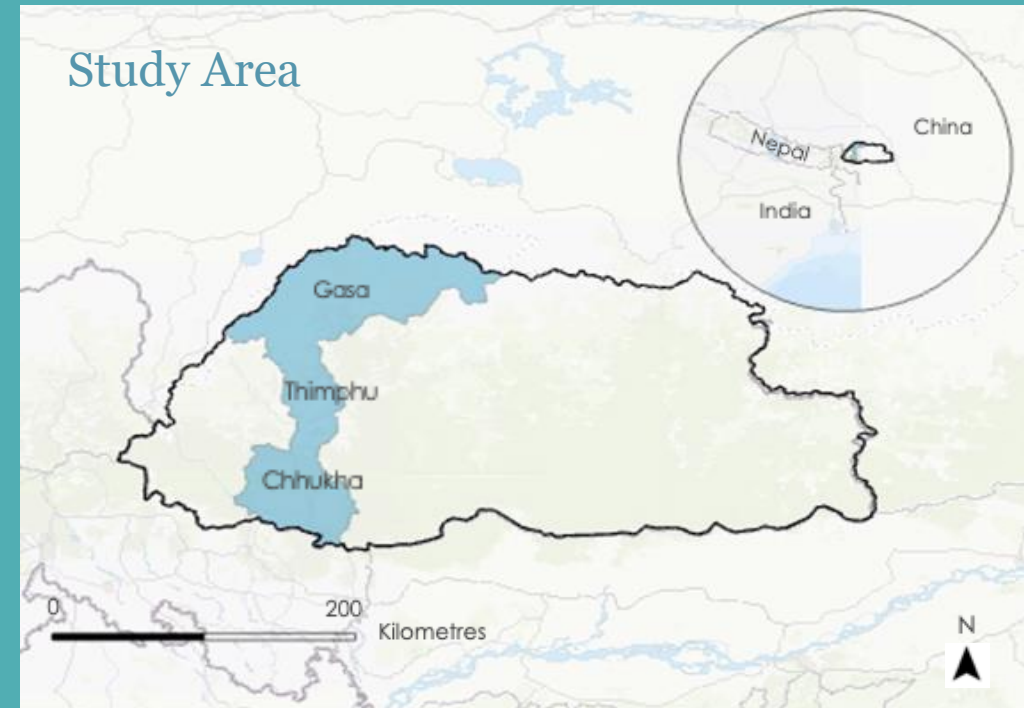 Study Area
China
Nepal
India
Gasa
Thimphu
Chhukha
0 200
Kilometres
N